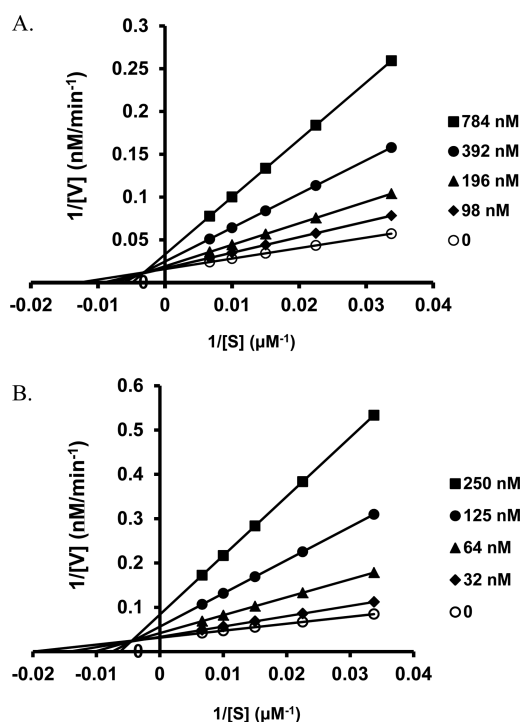 A.
0.3
0.25
0.2
0.15
0.1
0.05
0
1/[V] (nM/min⁻¹)
-0.02 -0.01 0 0.01 0.02 0.03 0.04
1/[S] (µM⁻¹)
784 nM
392 nM
196 nM
98 nM
0
B.
0.6
0.5
0.4
0.3
0.2
0.1
0
1/[V] (nM/min⁻¹)
-0.02 -0.01 0 0.01 0.02 0.03 0.04
1/[S] (µM⁻¹)
250 nM
125 nM
64 nM
32 nM
0